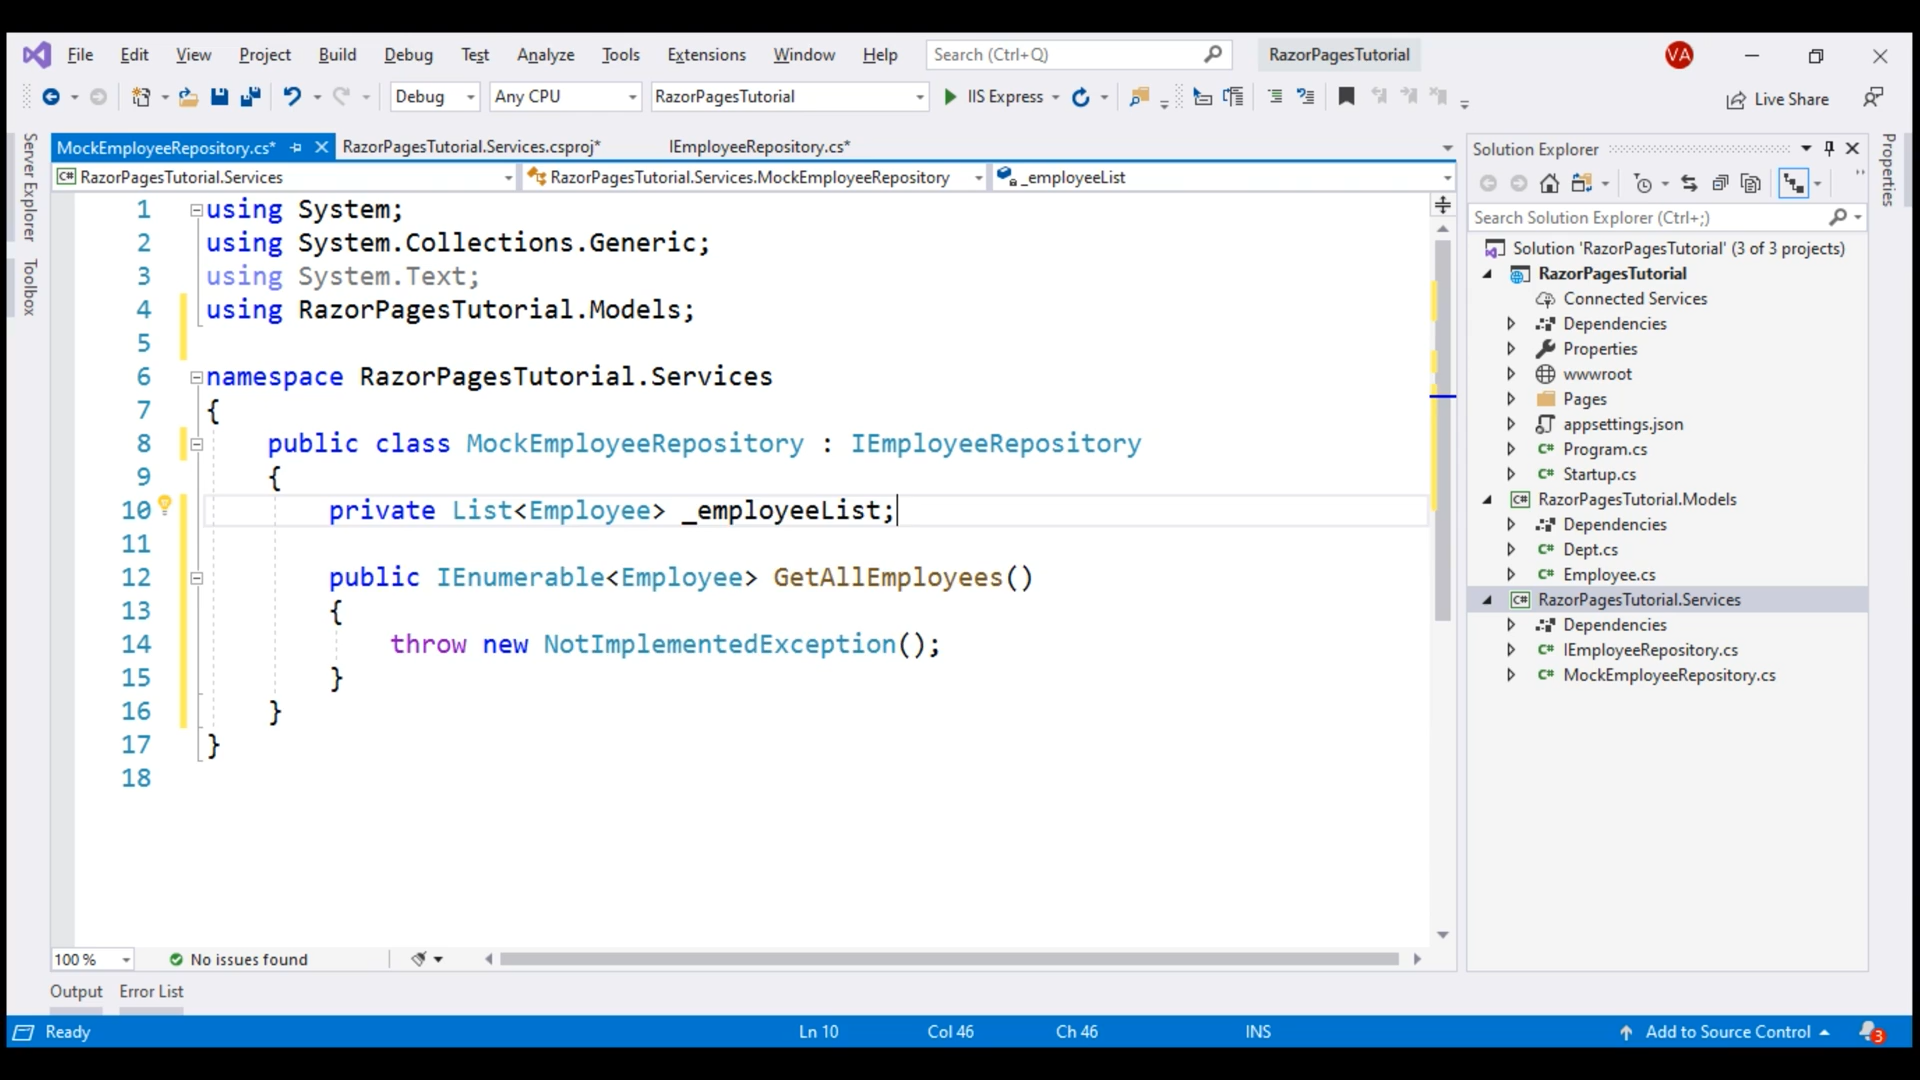 File Edit View Project Build Debug Test Analyze Tools Extensions Window Help Search (Ctrl+Q) RazorPagesTutorial VA
Debug Any CPU RazorPagesTutorial IIS Express Live Share
Server Explorer
Toolbox
MockEmployeeRepository.cs* RazorPagesTutorial.Services.csproj* IEmployeeRepository.cs*
C# RazorPagesTutorial.Services RazorPagesTutorial.Services.MockEmployeeRepository _employeeList
1 using System;
2 using System.Collections.Generic;
3 using System.Text;
4 using RazorPagesTutorial.Models;
5
6 namespace RazorPagesTutorial.Services
7 {
8 public class MockEmployeeRepository : IEmployeeRepository
9 {
10 private List<Employee> _employeeList;
11
12 public IEnumerable<Employee> GetAllEmployees()
13 {
14 throw new NotImplementedException();
15 }
16 }
17 }
18
100 % No issues found
Output Error List
Solution Explorer
Search Solution Explorer (Ctrl+;)
Solution 'RazorPagesTutorial' (3 of 3 projects)
RazorPagesTutorial
Connected Services
Dependencies
Properties
wwwroot
Pages
appsettings.json
C# Program.cs
C# Startup.cs
C# RazorPagesTutorial.Models
Dependencies
C# Dept.cs
C# Employee.cs
C# RazorPagesTutorial.Services
Dependencies
C# IEmployeeRepository.cs
C# MockEmployeeRepository.cs
Properties
Ready Ln 10 Col 46 Ch 46 INS Add to Source Control 3